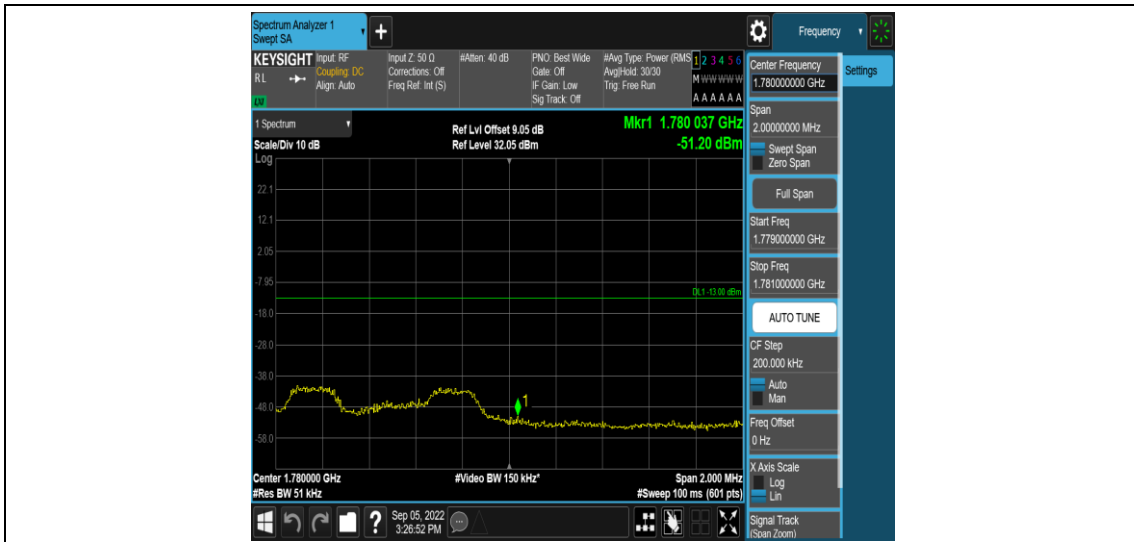 Spectrum Analyzer 1
Swept SA
+
Frequency
KEYSIGHT
RL
LXI
Input: RF
Coupling: DC
Align: Auto
Input Z: 50 Ω
Corrections: Off
Freq Ref: Int (S)
#Atten: 40 dB
PNO: Best Wide
Gate: Off
IF Gain: Low
Sig Track: Off
#Avg Type: Power (RMS
Avg|Hold: 30/30
Trig: Free Run
1 2 3 4 5 6
M W W W W W
A A A A A A
1 Spectrum
Scale/Div 10 dB
Log
Ref Lvl Offset 9.05 dB
Ref Level 32.05 dBm
Mkr1 1.780 037 GHz
-51.20 dBm
22.1
12.1
2.05
-7.95
DL1 -13.00 dBm
-18.0
-28.0
-38.0
-48.0
1
-58.0
Center 1.780000 GHz
#Res BW 51 kHz
#Video BW 150 kHz*
Span 2.000 MHz
#Sweep 100 ms (601 pts)
?
Sep 05, 2022
3:26:52 PM
Center Frequency
1.780000000 GHz
Settings
Span
2.00000000 MHz
Swept Span
Zero Span
Full Span
Start Freq
1.779000000 GHz
Stop Freq
1.781000000 GHz
AUTO TUNE
CF Step
200.000 kHz
Auto
Man
Freq Offset
0 Hz
X Axis Scale
Log
Lin
Signal Track
(Span Zoom)